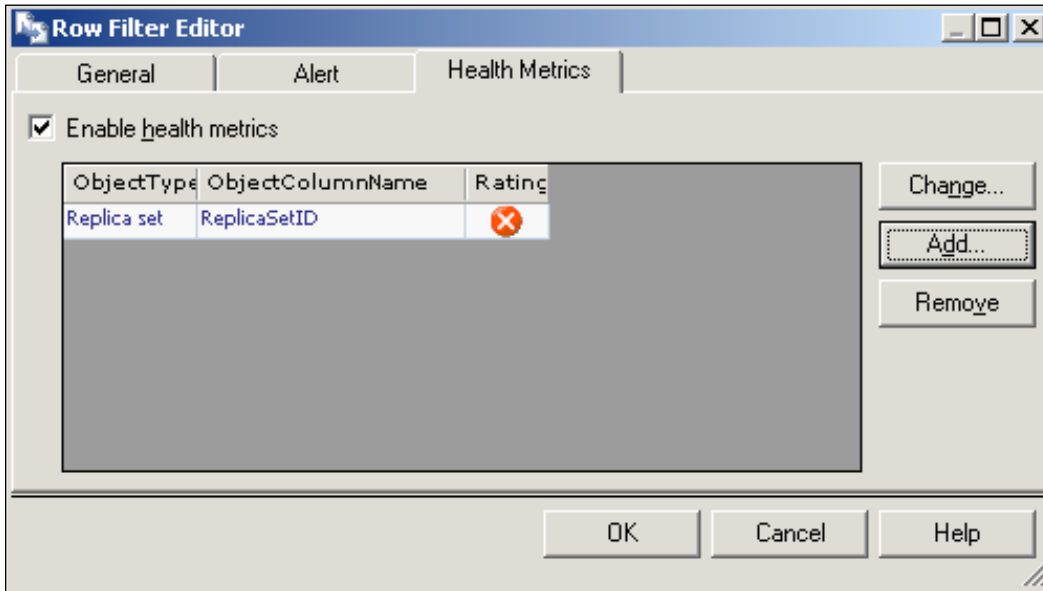 Row Filter Editor
General Alert Health Metrics
Enable health metrics
ObjectType ObjectColumnName Rating
Replica set ReplicaSetID
Change...
Add...
Remove
OK Cancel Help